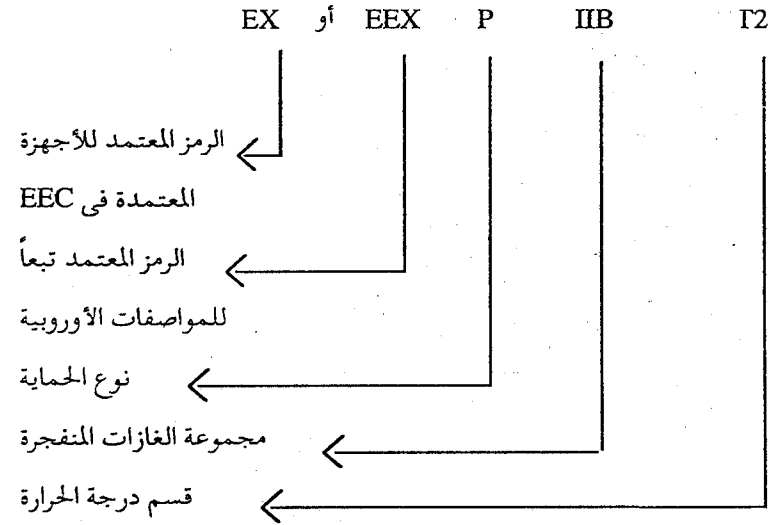 EX أو EEX P IIB T2
الرمز المعتمد للأجهزة
المعتمدة فى EEC
الرمز المعتمد تبعاً
للمواصفات الأوروبية
نوع الحماية
مجموعة الغازات المنفجرة
قسم درجة الحرارة